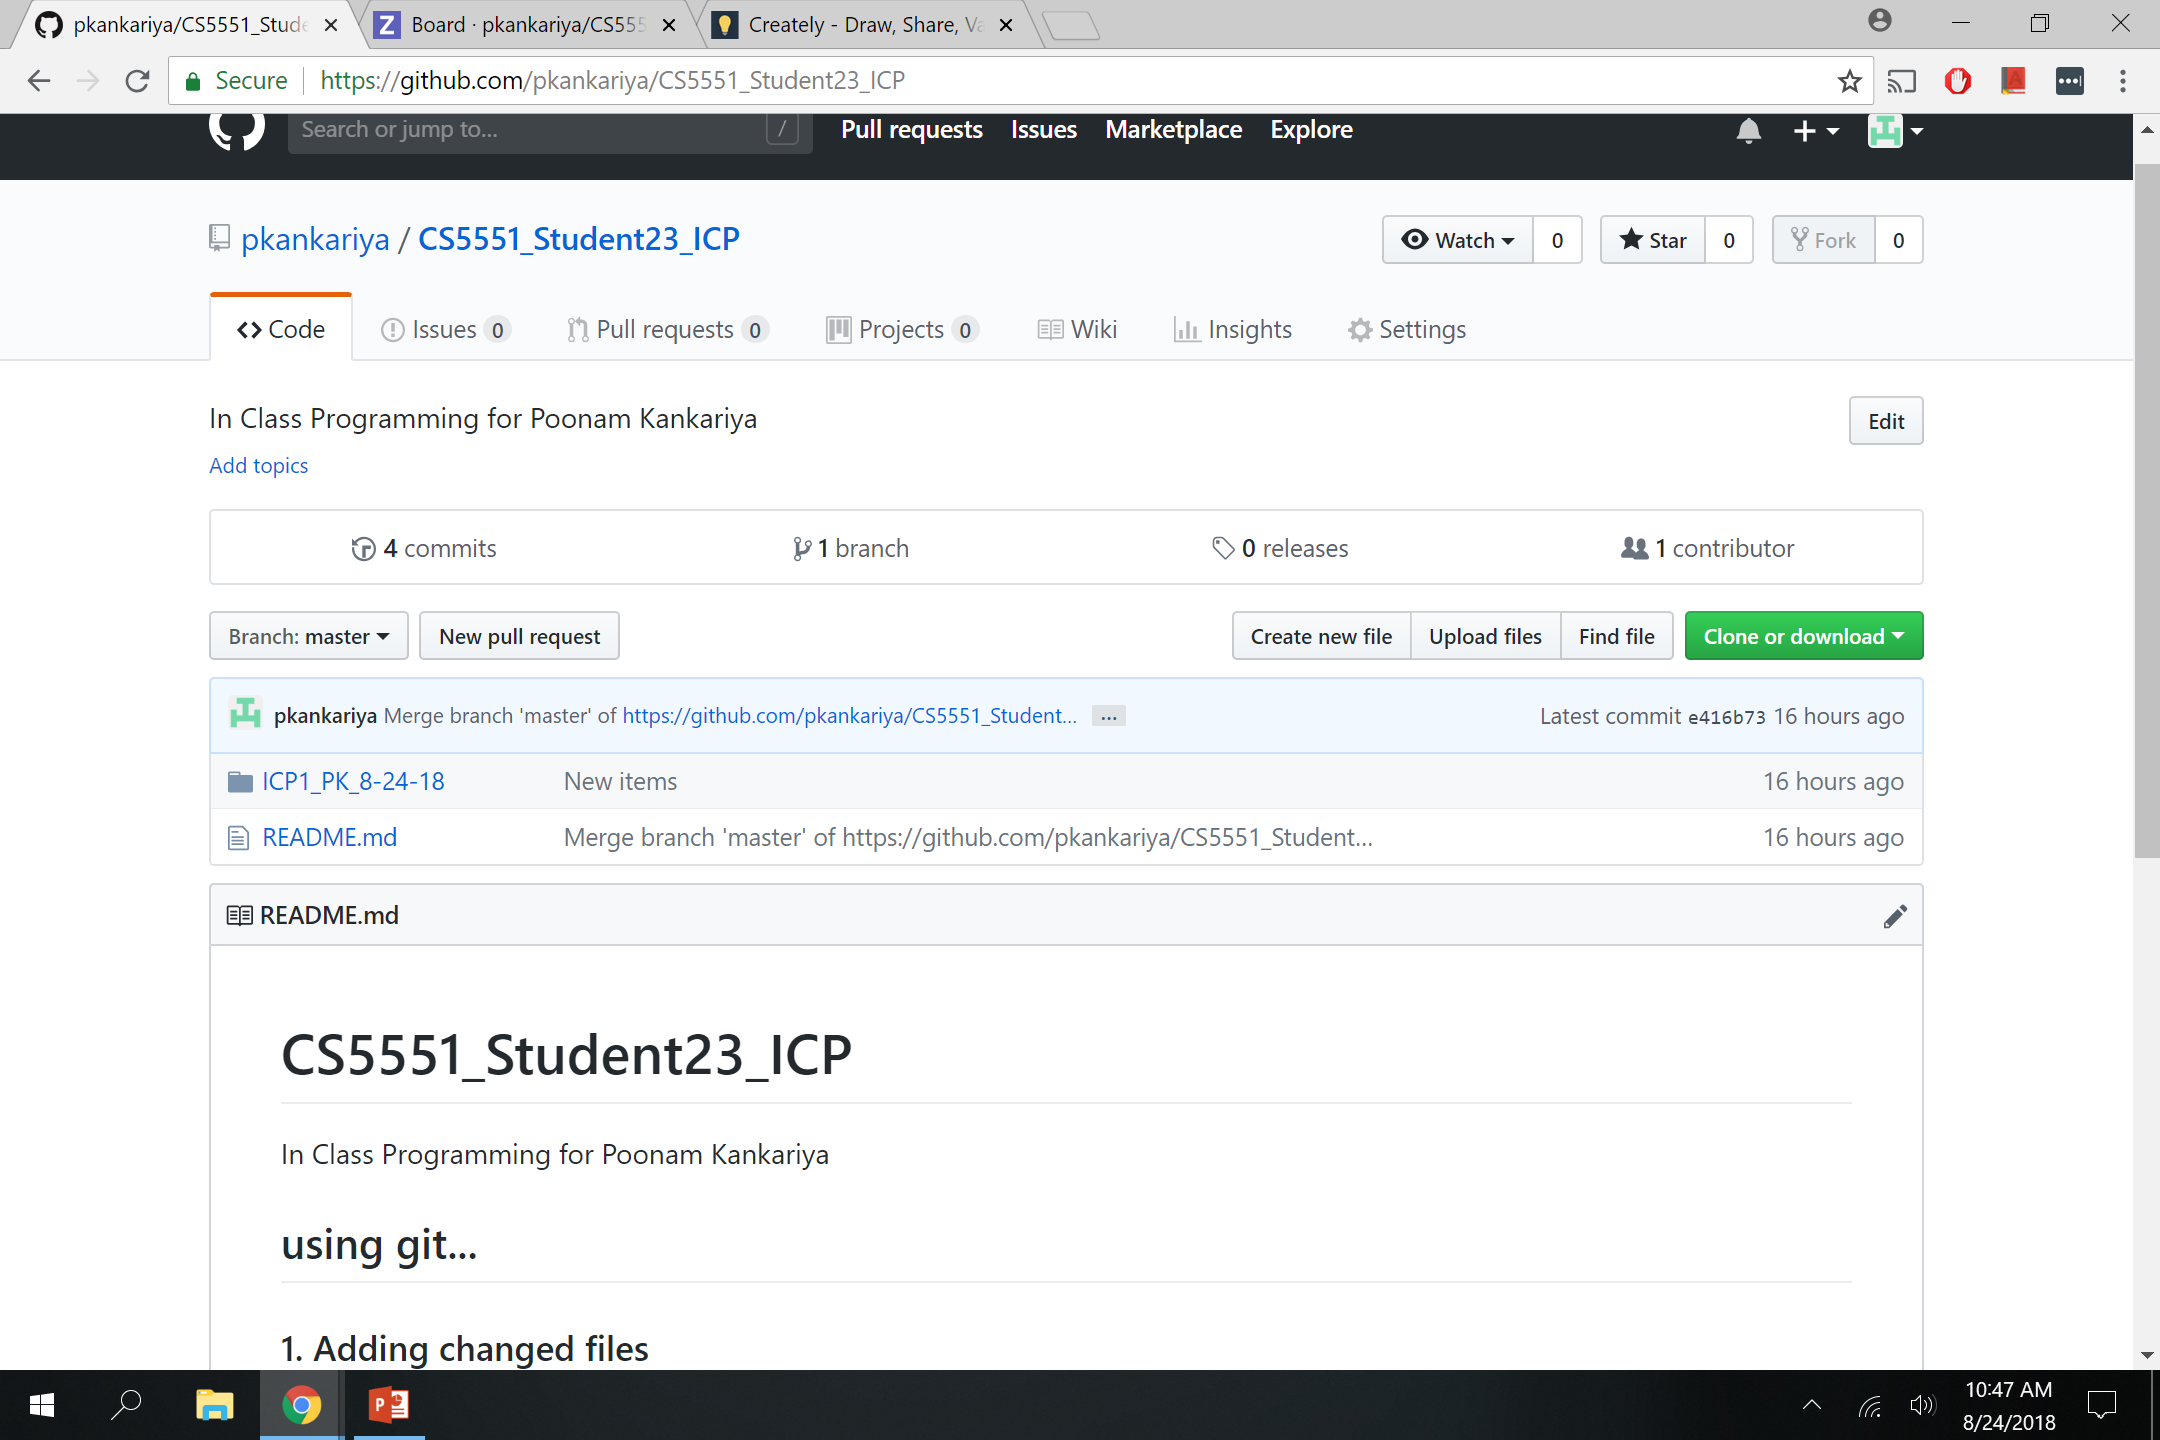 pkankariya/CS5551_Stude
Board · pkankariya/CS555
Creately - Draw, Share, Va
Secure
https://github.com/pkankariya/CS5551_Student23_ICP
Search or jump to...
/
Pull requests
Issues
Marketplace
Explore
pkankariya / CS5551_Student23_ICP
Watch 0
Star 0
Fork 0
Code
Issues 0
Pull requests 0
Projects 0
Wiki
Insights
Settings
In Class Programming for Poonam Kankariya
Edit
Add topics
4 commits
1 branch
0 releases
1 contributor
Branch: master
New pull request
Create new file
Upload files
Find file
Clone or download
pkankariya Merge branch 'master' of https://github.com/pkankariya/CS5551_Student... ...
Latest commit e416b73 16 hours ago
ICP1_PK_8-24-18
New items
16 hours ago
README.md
Merge branch 'master' of https://github.com/pkankariya/CS5551_Student...
16 hours ago
README.md
CS5551_Student23_ICP
In Class Programming for Poonam Kankariya
using git...
1. Adding changed files
10:47 AM
8/24/2018